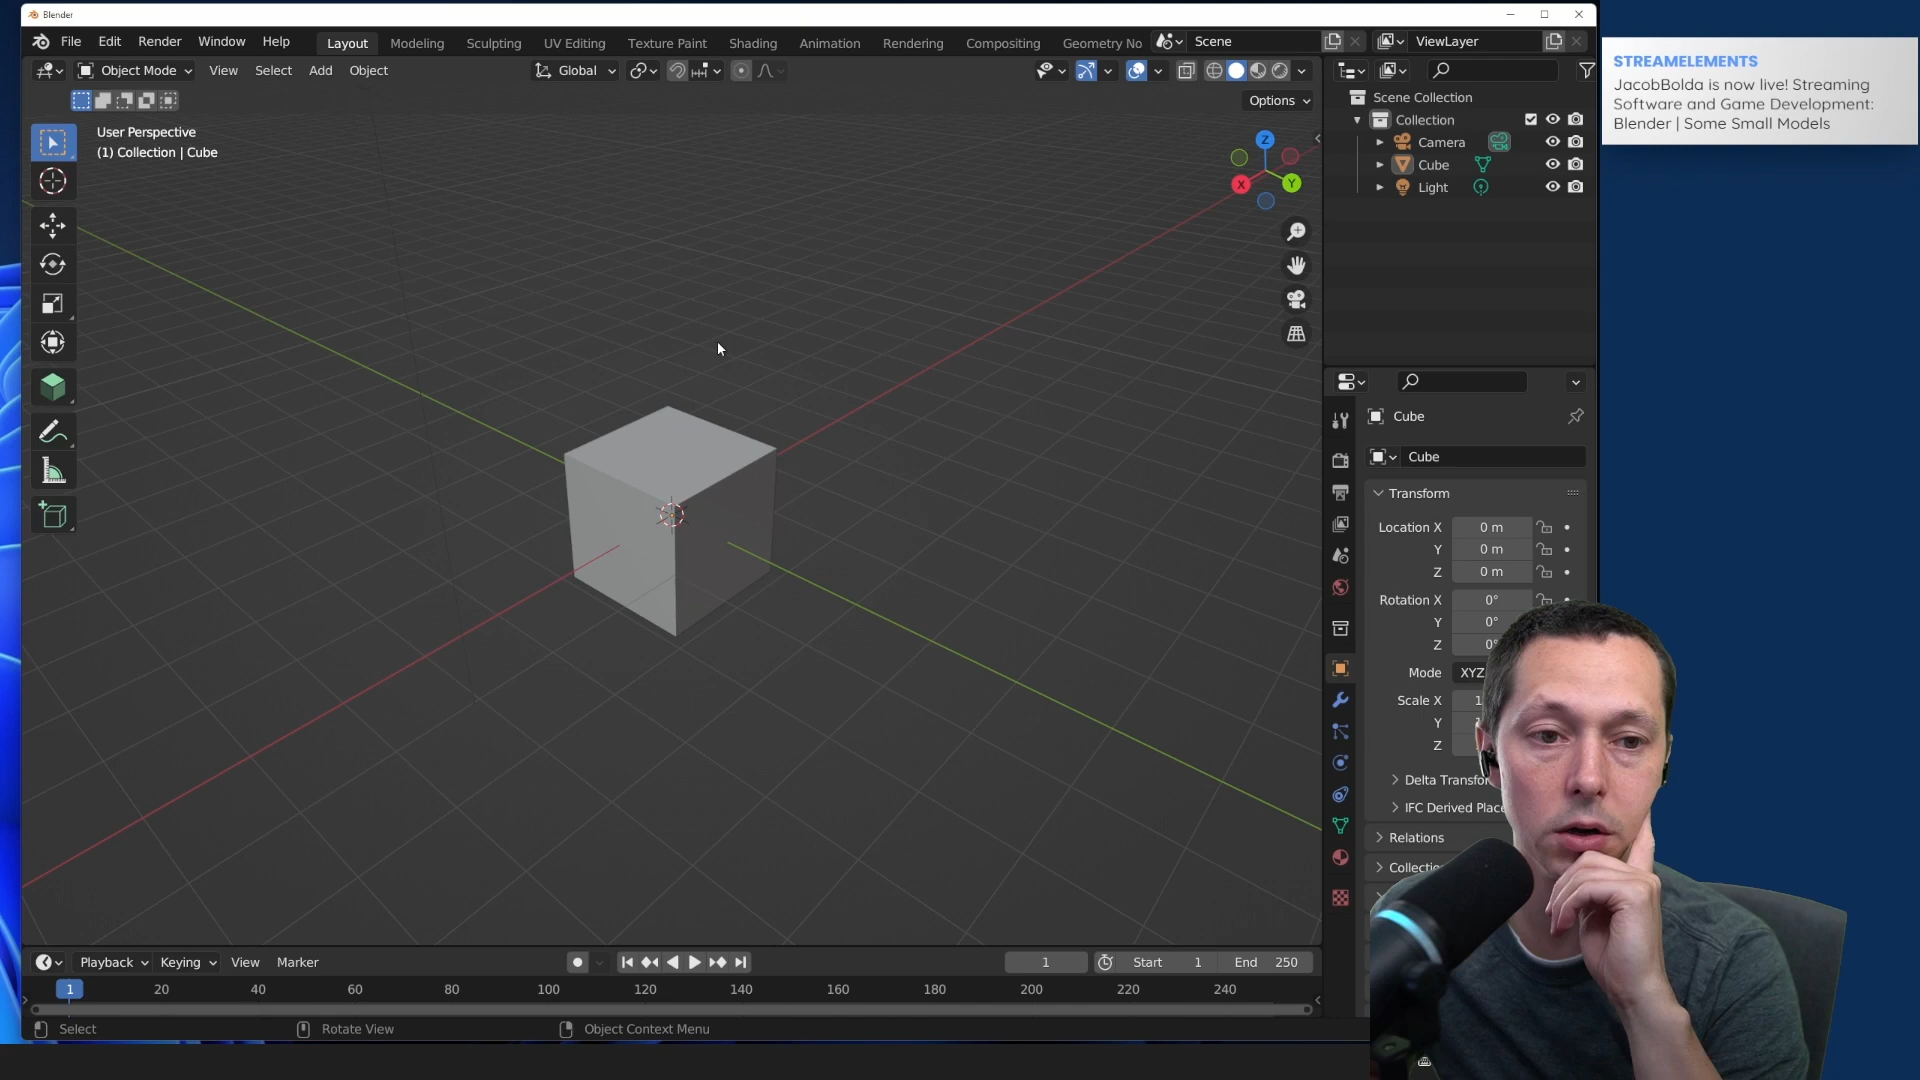 Blender
File Edit Render Window Help Layout Modeling Sculpting UV Editing Texture Paint Shading Animation Rendering Compositing Geometry No Scene ViewLayer
Object Mode View Select Add Object Global
Options
User Perspective
(1) Collection | Cube
Z
X
Y
Scene Collection
Collection
Camera
Cube
Light
Cube
Cube
Transform
Location X 0 m
Y 0 m
Z 0 m
Rotation X 0°
Y 0°
Z 0°
Mode XYZ
Scale X 1
Y
Z
Delta Transfor
IFC Derived Place
Relations
Collectio
STREAMELEMENTS
JacobBolda is now live! Streaming
Software and Game Development:
Blender | Some Small Models
Playback Keying View Marker 1 Start 1 End 250
1 20 40 60 80 100 120 140 160 180 200 220 240
Select Rotate View Object Context Menu